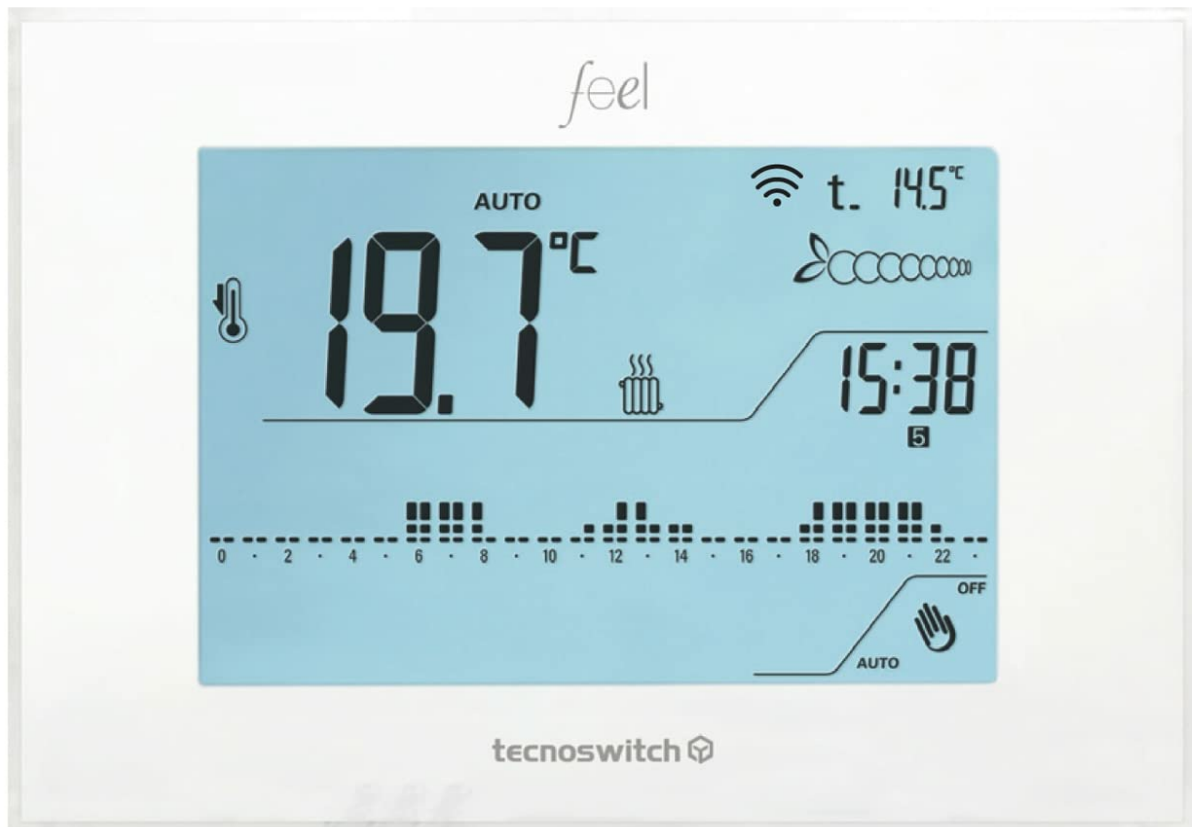 feel
AUTO
t- 14.5°C
19.7°C
15:38
5
0 · 2 · 4 · 6 · 8 · 10 · 12 · 14 · 16 · 18 · 20 · 22 ·
OFF
AUTO
tecnoswitch